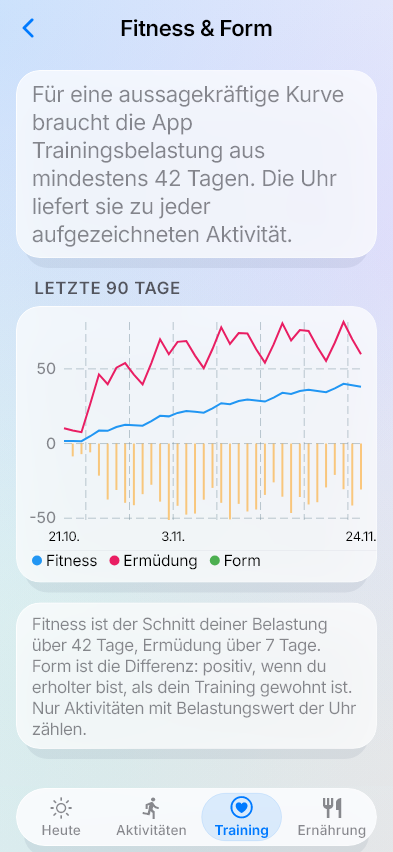 Fitness & Form
Für eine aussagekräftige Kurve
braucht die App
Trainingsbelastung aus
mindestens 42 Tagen. Die Uhr
liefert sie zu jeder
aufgezeichneten Aktivität.
LETZTE 90 TAGE
50
0
-50
21.10.
3.11.
24.11.
Fitness Ermüdung Form
Fitness ist der Schnitt deiner Belastung
über 42 Tage, Ermüdung über 7 Tage.
Form ist die Differenz: positiv, wenn du
erholter bist, als dein Training gewohnt ist.
Nur Aktivitäten mit Belastungswert der Uhr
zählen.
Heute Aktivitäten Training Ernährung